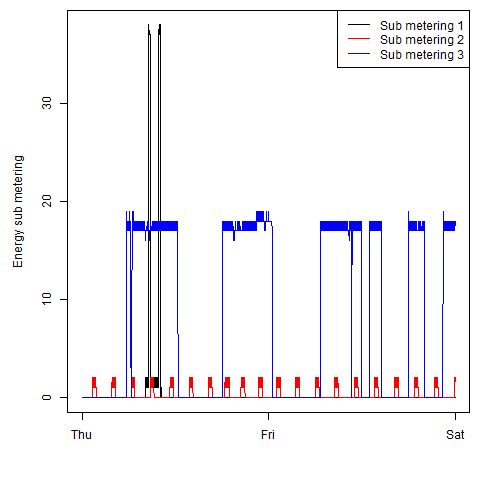 Sub metering 1
Sub metering 2
Sub metering 3
Energy sub metering
30
20
10
0
Thu
Fri
Sat